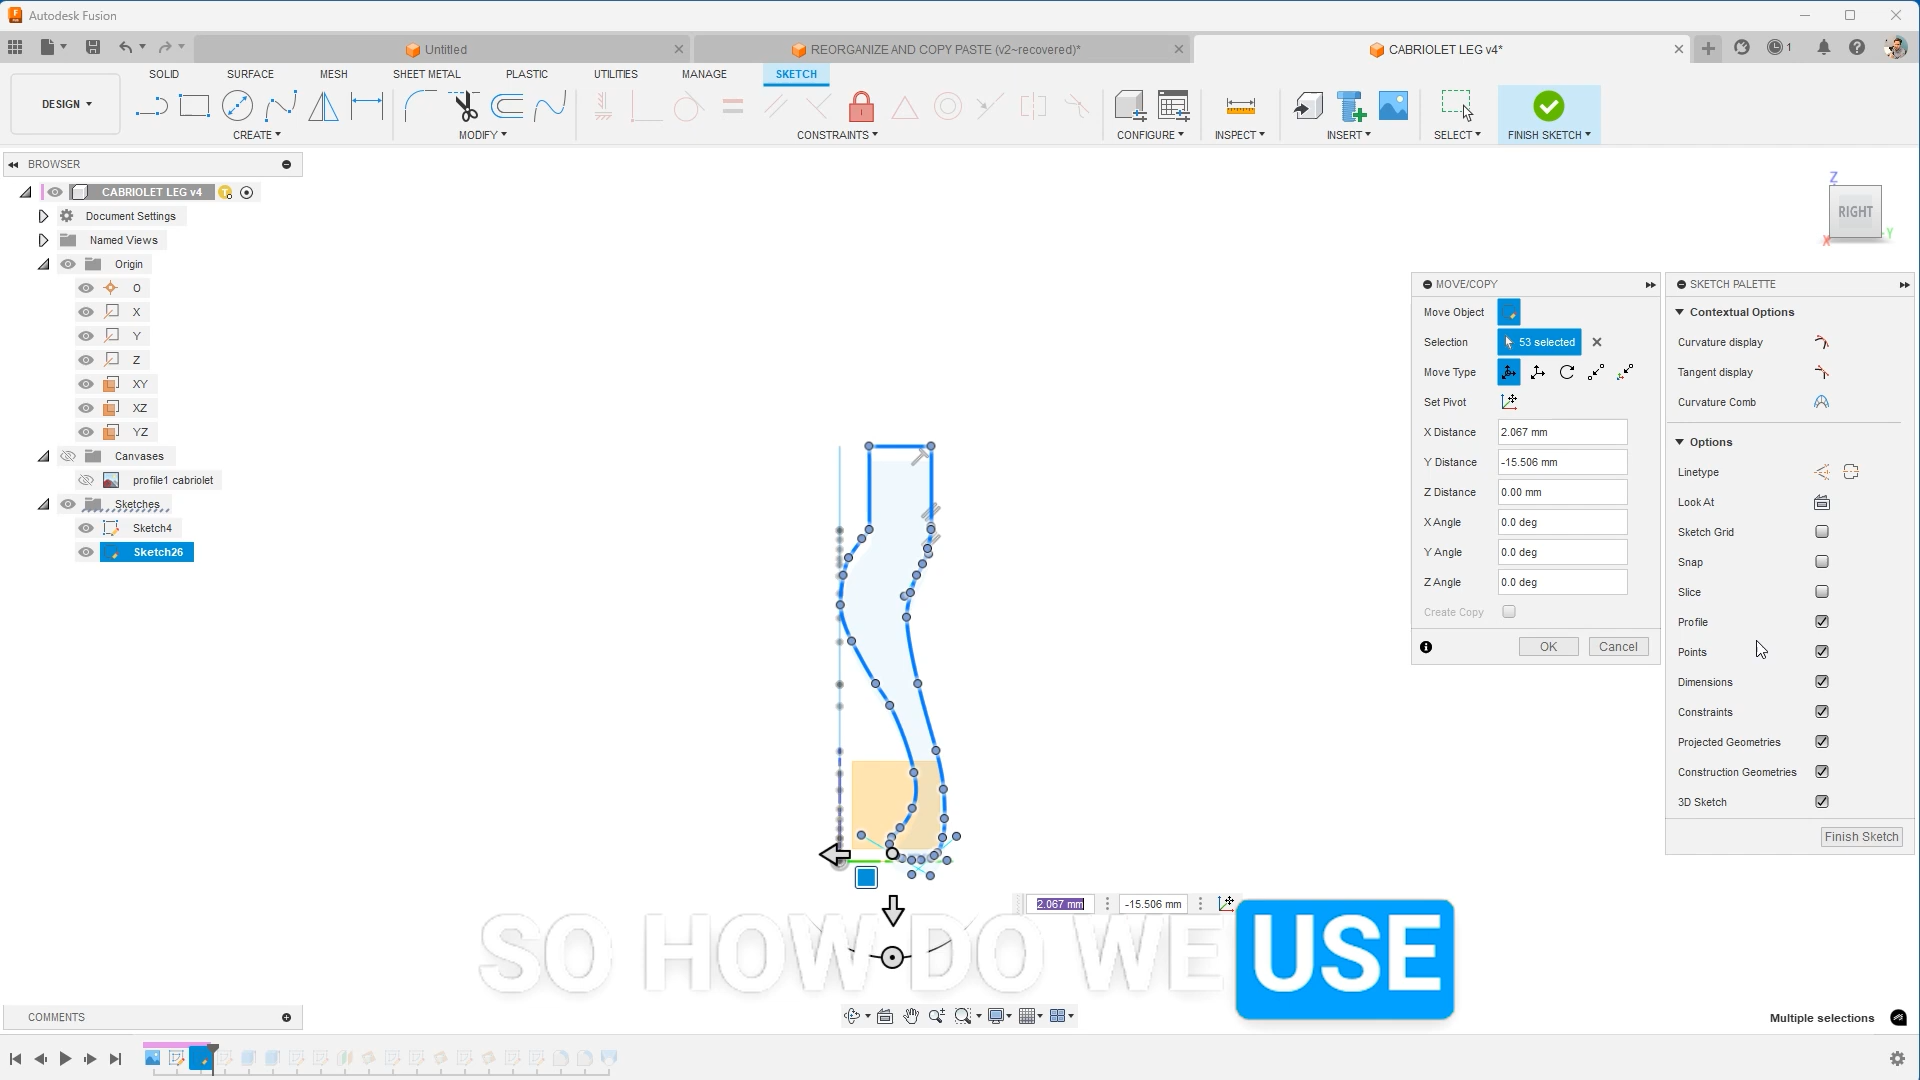 Autodesk Fusion
Untitled
REORGANIZE AND COPY PASTE (v2~recovered)*
CABRIOLET LEG v4*
1
DESIGN
SOLID
SURFACE
MESH
SHEET METAL
PLASTIC
UTILITIES
MANAGE
SKETCH
CREATE
MODIFY
CONSTRAINTS
CONFIGURE
INSPECT
INSERT
SELECT
FINISH SKETCH
BROWSER
CABRIOLET LEG v4
Document Settings
Named Views
Origin
O
X
Y
Z
XY
XZ
YZ
Canvases
profile1 cabriolet
Sketches
Sketch4
Sketch26
Z
RIGHT
X
Y
MOVE/COPY
Move Object
Selection
53 selected
Move Type
Set Pivot
X Distance
2.067 mm
Y Distance
-15.506 mm
Z Distance
0.00 mm
X Angle
0.0 deg
Y Angle
0.0 deg
Z Angle
0.0 deg
Create Copy
OK
Cancel
SKETCH PALETTE
Contextual Options
Curvature display
Tangent display
Curvature Comb
Options
Linetype
Look At
Sketch Grid
Snap
Slice
Profile
Points
Dimensions
Constraints
Projected Geometries
Construction Geometries
3D Sketch
Finish Sketch
2.067 mm
-15.506 mm
SO HOW DO WE USE
COMMENTS
Multiple selections